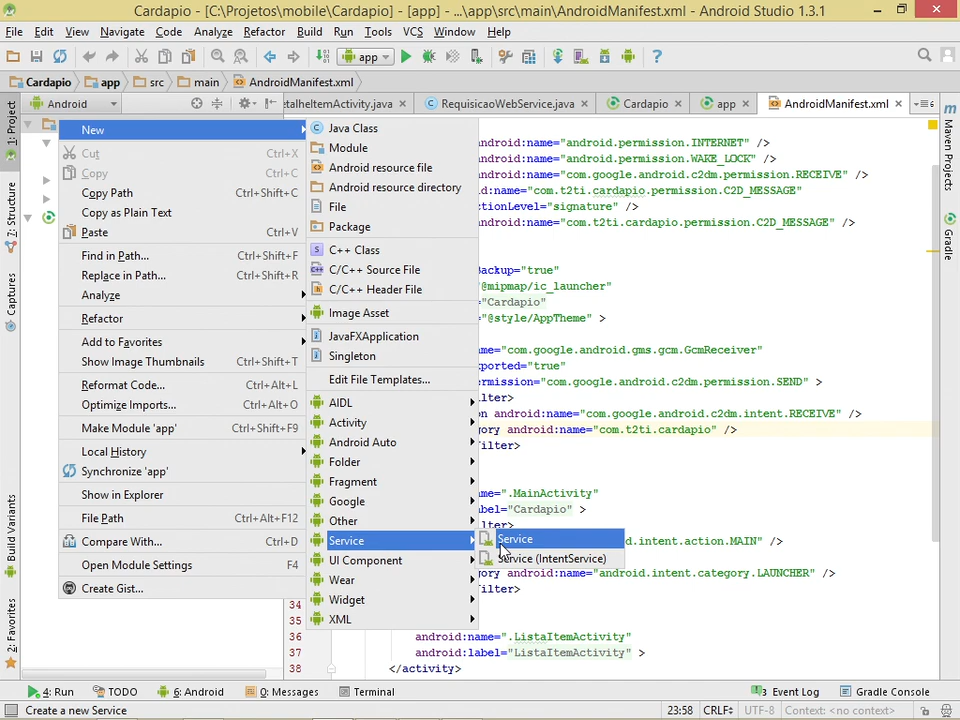 Cardapio - [C:\Projetos\mobile\Cardapio] - [app] - ...\app\src\main\AndroidManifest.xml - Android Studio 1.3.1
File Edit View Navigate Code Analyze Refactor Build Run Tools VCS Window Help
app
Cardapio app src main AndroidManifest.xml
Android
etalheItemActivity.java RequisicaoWebService.java Cardapio app AndroidManifest.xml
1: Project
7: Structure
Captures
Build Variants
2: Favorites
Maven Projects
Gradle
New
Cut Ctrl+X
Copy Ctrl+C
Copy Path Ctrl+Shift+C
Copy as Plain Text
Paste Ctrl+V
Find in Path... Ctrl+Shift+F
Replace in Path... Ctrl+Shift+R
Analyze
Refactor
Add to Favorites
Show Image Thumbnails Ctrl+Shift+T
Reformat Code... Ctrl+Alt+L
Optimize Imports... Ctrl+Alt+O
Make Module 'app' Ctrl+Shift+F9
Local History
Synchronize 'app'
Show in Explorer
File Path Ctrl+Alt+F12
Compare With... Ctrl+D
Open Module Settings F4
Create Gist...
Java Class
Module
Android resource file
Android resource directory
File
Package
C++ Class
C/C++ Source File
C/C++ Header File
Image Asset
JavaFXApplication
Singleton
Edit File Templates...
AIDL
Activity
Android Auto
Folder
Fragment
Google
Other
Service
UI Component
Wear
Widget
XML
Service
Service (IntentService)
android:name="android.permission.INTERNET" />
android:name="android.permission.WAKE_LOCK" />
android:name="com.google.android.c2dm.permission.RECEIVE" />
id:name="com.t2ti.cardapio.permission.C2D_MESSAGE"
ctionLevel="signature" />
android:name="com.t2ti.cardapio.permission.C2D_MESSAGE" />
Backup="true"
"@mipmap/ic_launcher"
="Cardapio"
"@style/AppTheme" >
ame="com.google.android.gms.gcm.GcmReceiver"
xported="true"
ermission="com.google.android.c2dm.permission.SEND" >
filter>
on android:name="com.google.android.c2dm.intent.RECEIVE" />
gory android:name="com.t2ti.cardapio" />
filter>
ame=".MainActivity"
abel="Cardapio" >
ilter>
d.intent.action.MAIN" />
gory android:name="android.intent.category.LAUNCHER" />
filter>
34
35
36 android:name=".ListaItemActivity"
37 android:label="ListaItemActivity" >
38 </activity>
4: Run TODO 6: Android 0: Messages Terminal Event Log Gradle Console
Create a new Service 23:58 CRLF UTF-8 Context: <no context>